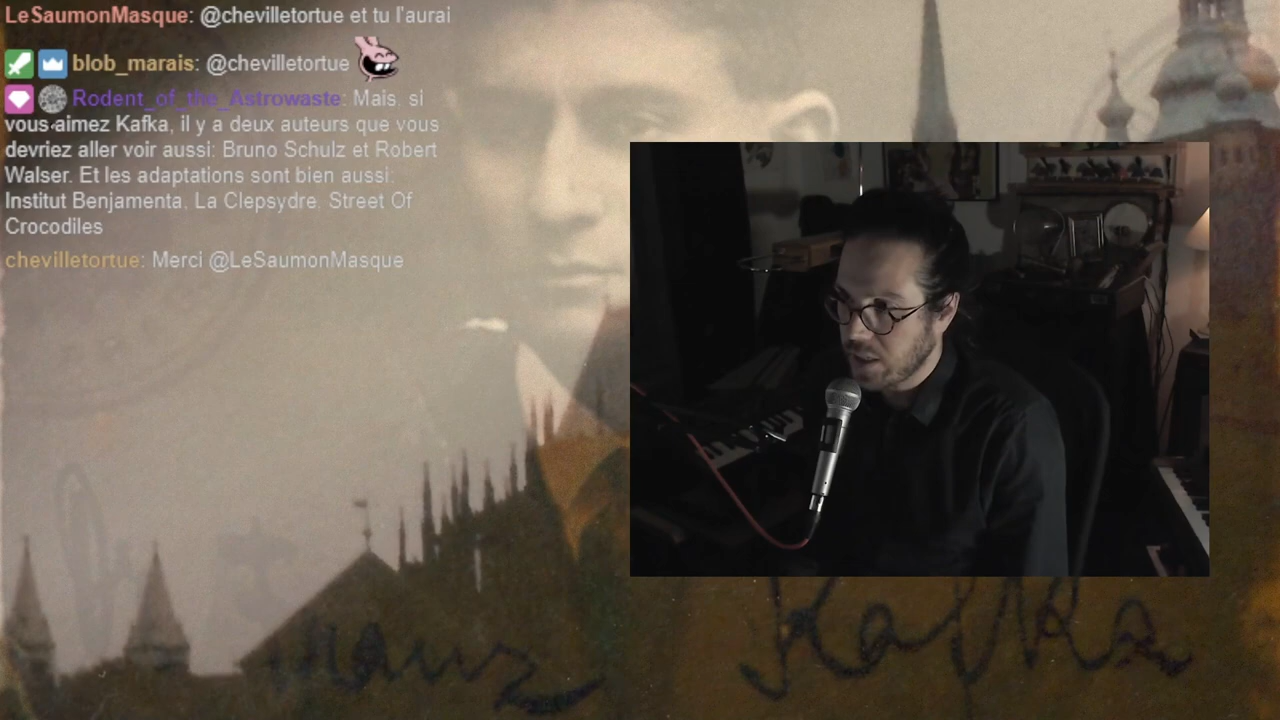 LeSaumonMasque: @chevilletortue et tu l'aurai
blob_marais: @chevilletortue
Rodent_of_the_Astrowaste: Mais, si
vous aimez Kafka, il y a deux auteurs que vous
devriez aller voir aussi: Bruno Schulz et Robert
Walser. Et les adaptations sont bien aussi:
Institut Benjamenta, La Clepsydre, Street Of
Crocodiles
chevilletortue: Merci @LeSaumonMasque
Franz Kafka